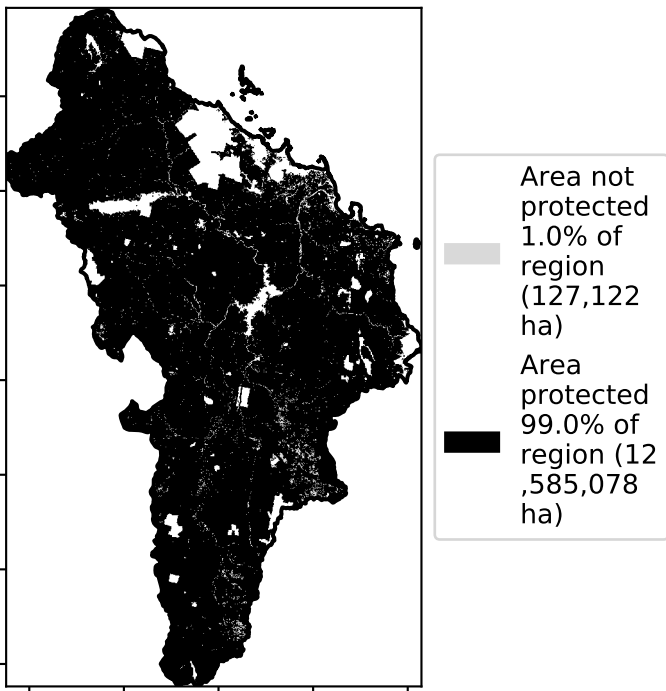 Area not
protected
1.0% of
region
(127,122
ha)
Area
protected
99.0% of
region (12
,585,078
ha)